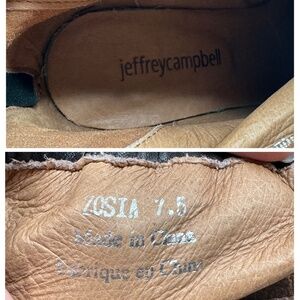 jeffreycampbell
ZOSIA 7.5
Made in China
Fabrique en Chine